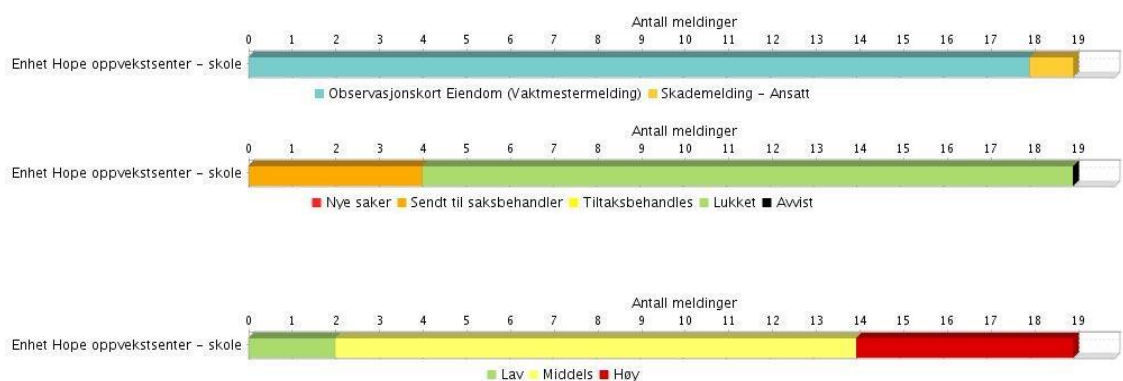 Antall meldinger
0 1 2 3 4 5 6 7 8 9 10 11 12 13 14 15 16 17 18 19
Enhet Hope oppvekstsenter – skole
Observasjonskort Eiendom (Vaktmestermelding) Skademelding – Ansatt
Antall meldinger
0 1 2 3 4 5 6 7 8 9 10 11 12 13 14 15 16 17 18 19
Enhet Hope oppvekstsenter – skole
Nye saker Sendt til saksbehandler Tiltaksbehandles Lukket Avvist
Antall meldinger
0 1 2 3 4 5 6 7 8 9 10 11 12 13 14 15 16 17 18 19
Enhet Hope oppvekstsenter – skole
Lav Middels Høy